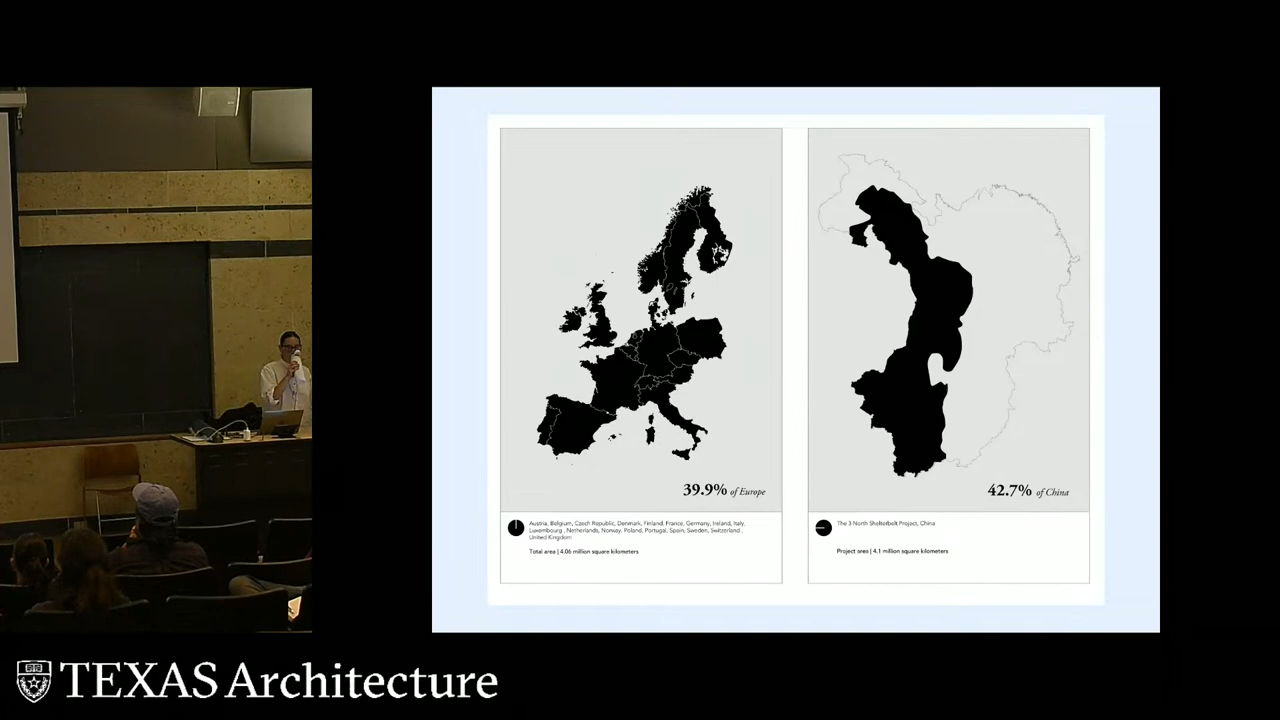 39.9% of Europe
Austria, Belgium, Czech Republic, Denmark, Finland, France, Germany, Ireland, Italy,
Luxembourg , Netherlands, Norway, Poland, Portugal, Spain, Sweden, Switzerland ,
United Kingdom
Total area | 4.06 million square kilometers
42.7% of China
The 3 North Shelterbelt Project, China
Project area | 4.1 million square kilometers
TEXAS Architecture